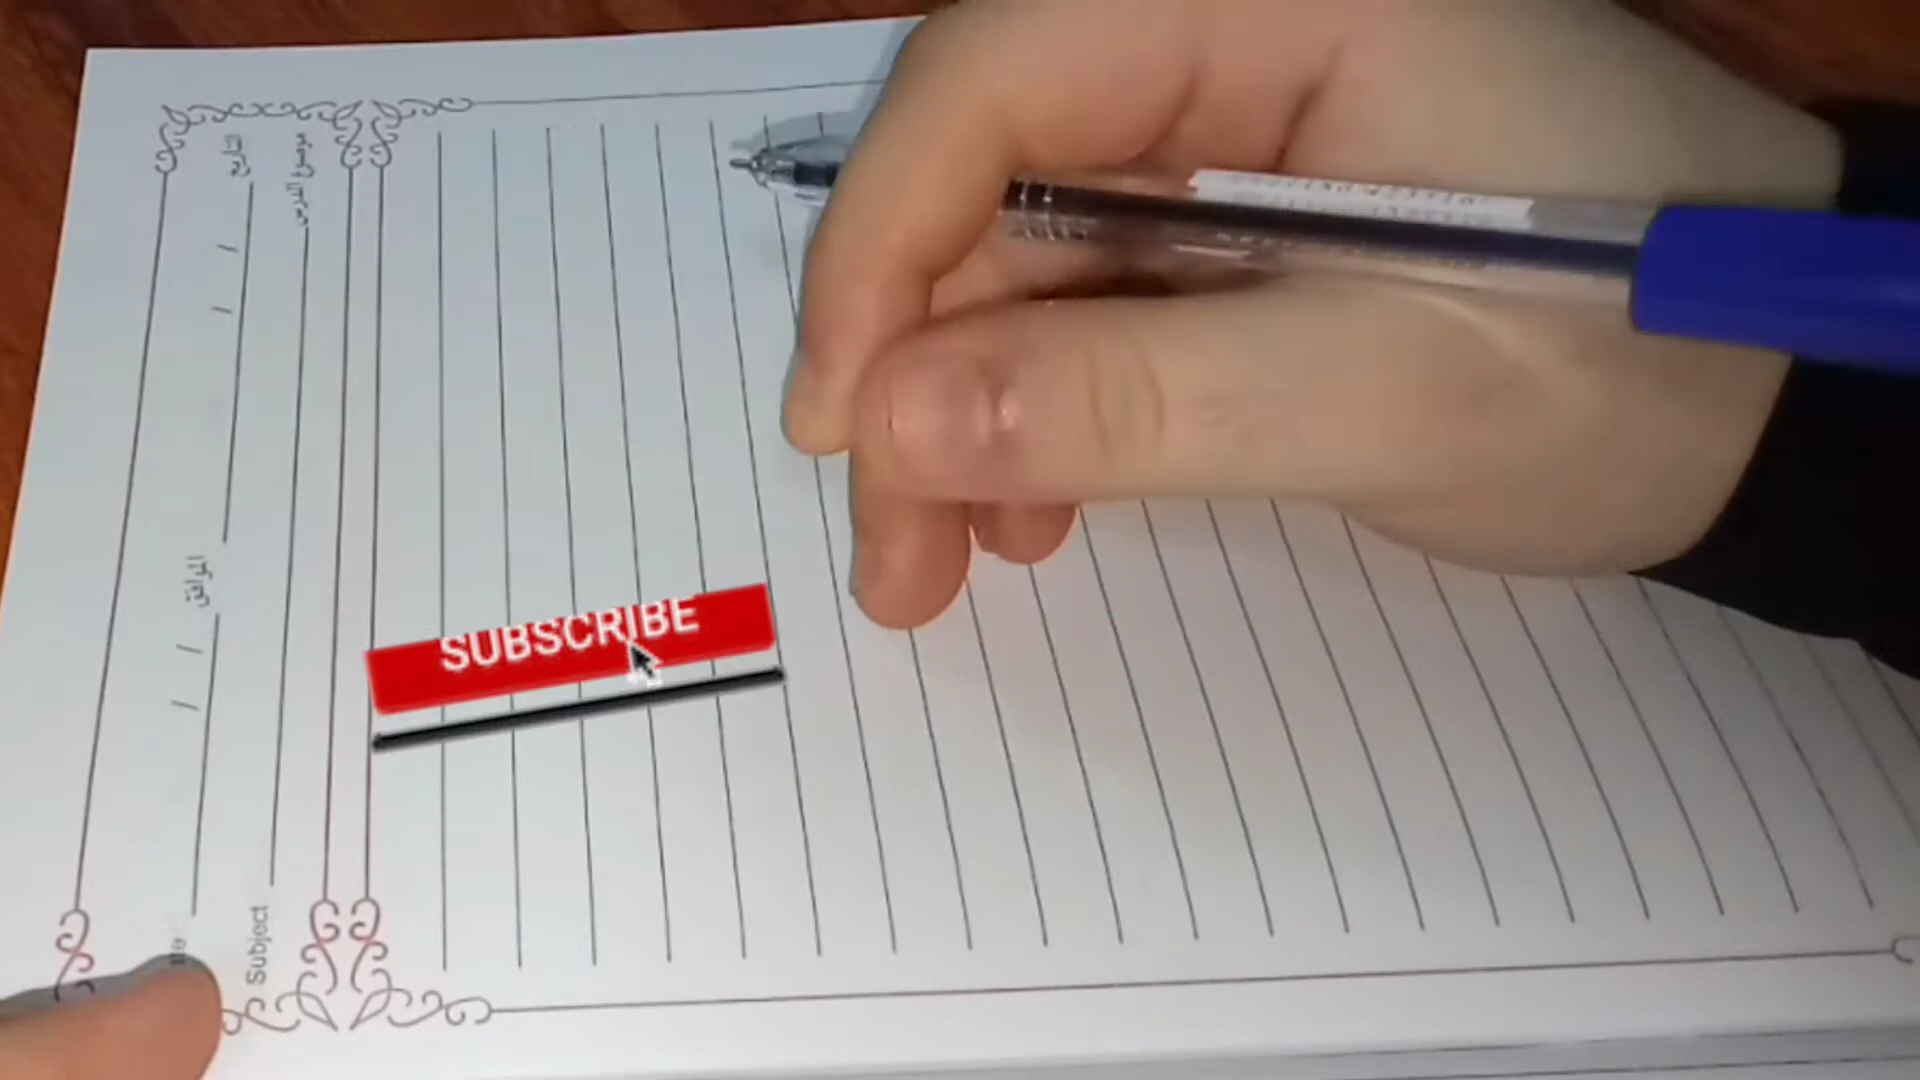 التاريخ / /
الموافق / /
موضوع الدرس
Subject
SUBSCRIBE